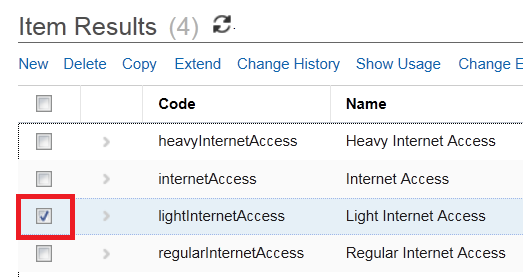 Item Results (4)
New Delete Copy Extend Change History Show Usage Change E
Code Name
heavyInternetAccess Heavy Internet Access
internetAccess Internet Access
lightInternetAccess Light Internet Access
regularInternetAccess Regular Internet Access